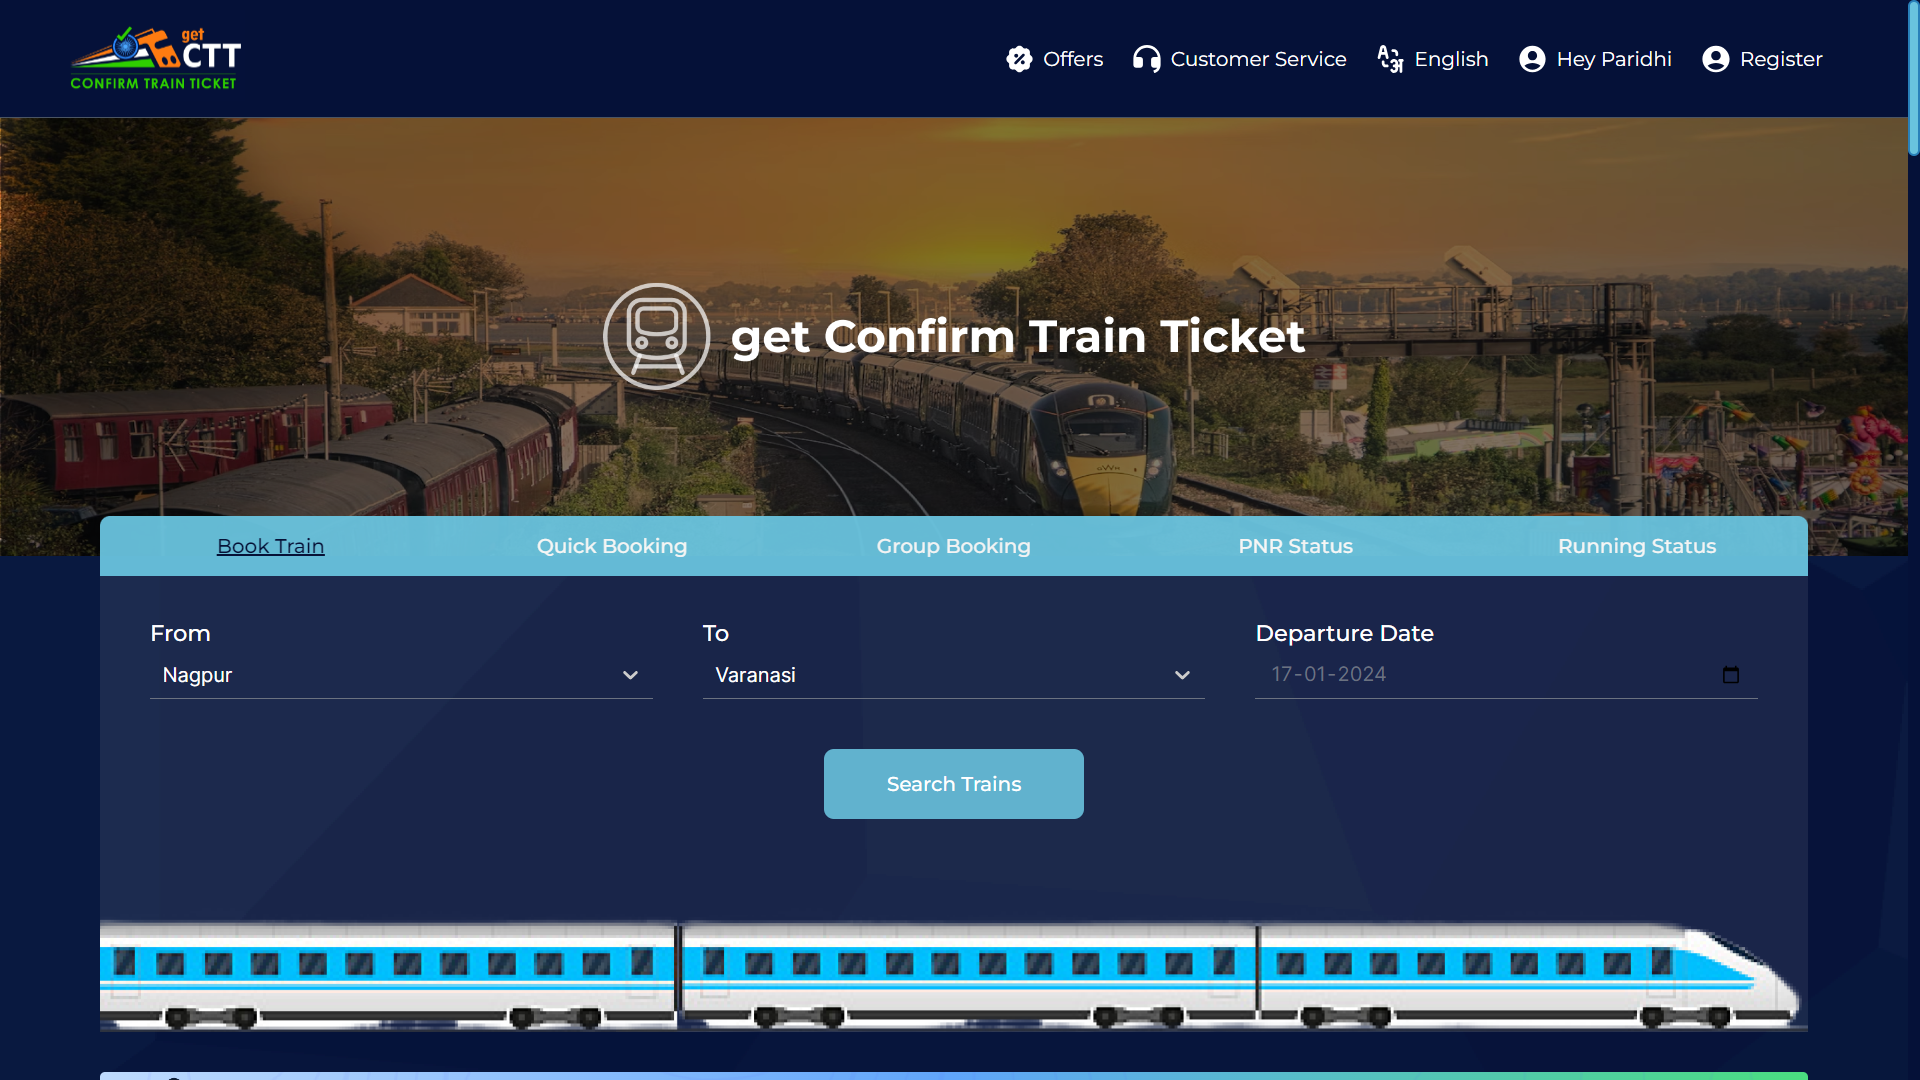 get
CTT
CONFIRM TRAIN TICKET
Offers
Customer Service
English
Hey Paridhi
Register
get Confirm Train Ticket
Book Train
Quick Booking
Group Booking
PNR Status
Running Status
From
To
Departure Date
Nagpur
Varanasi
17-01-2024
Search Trains